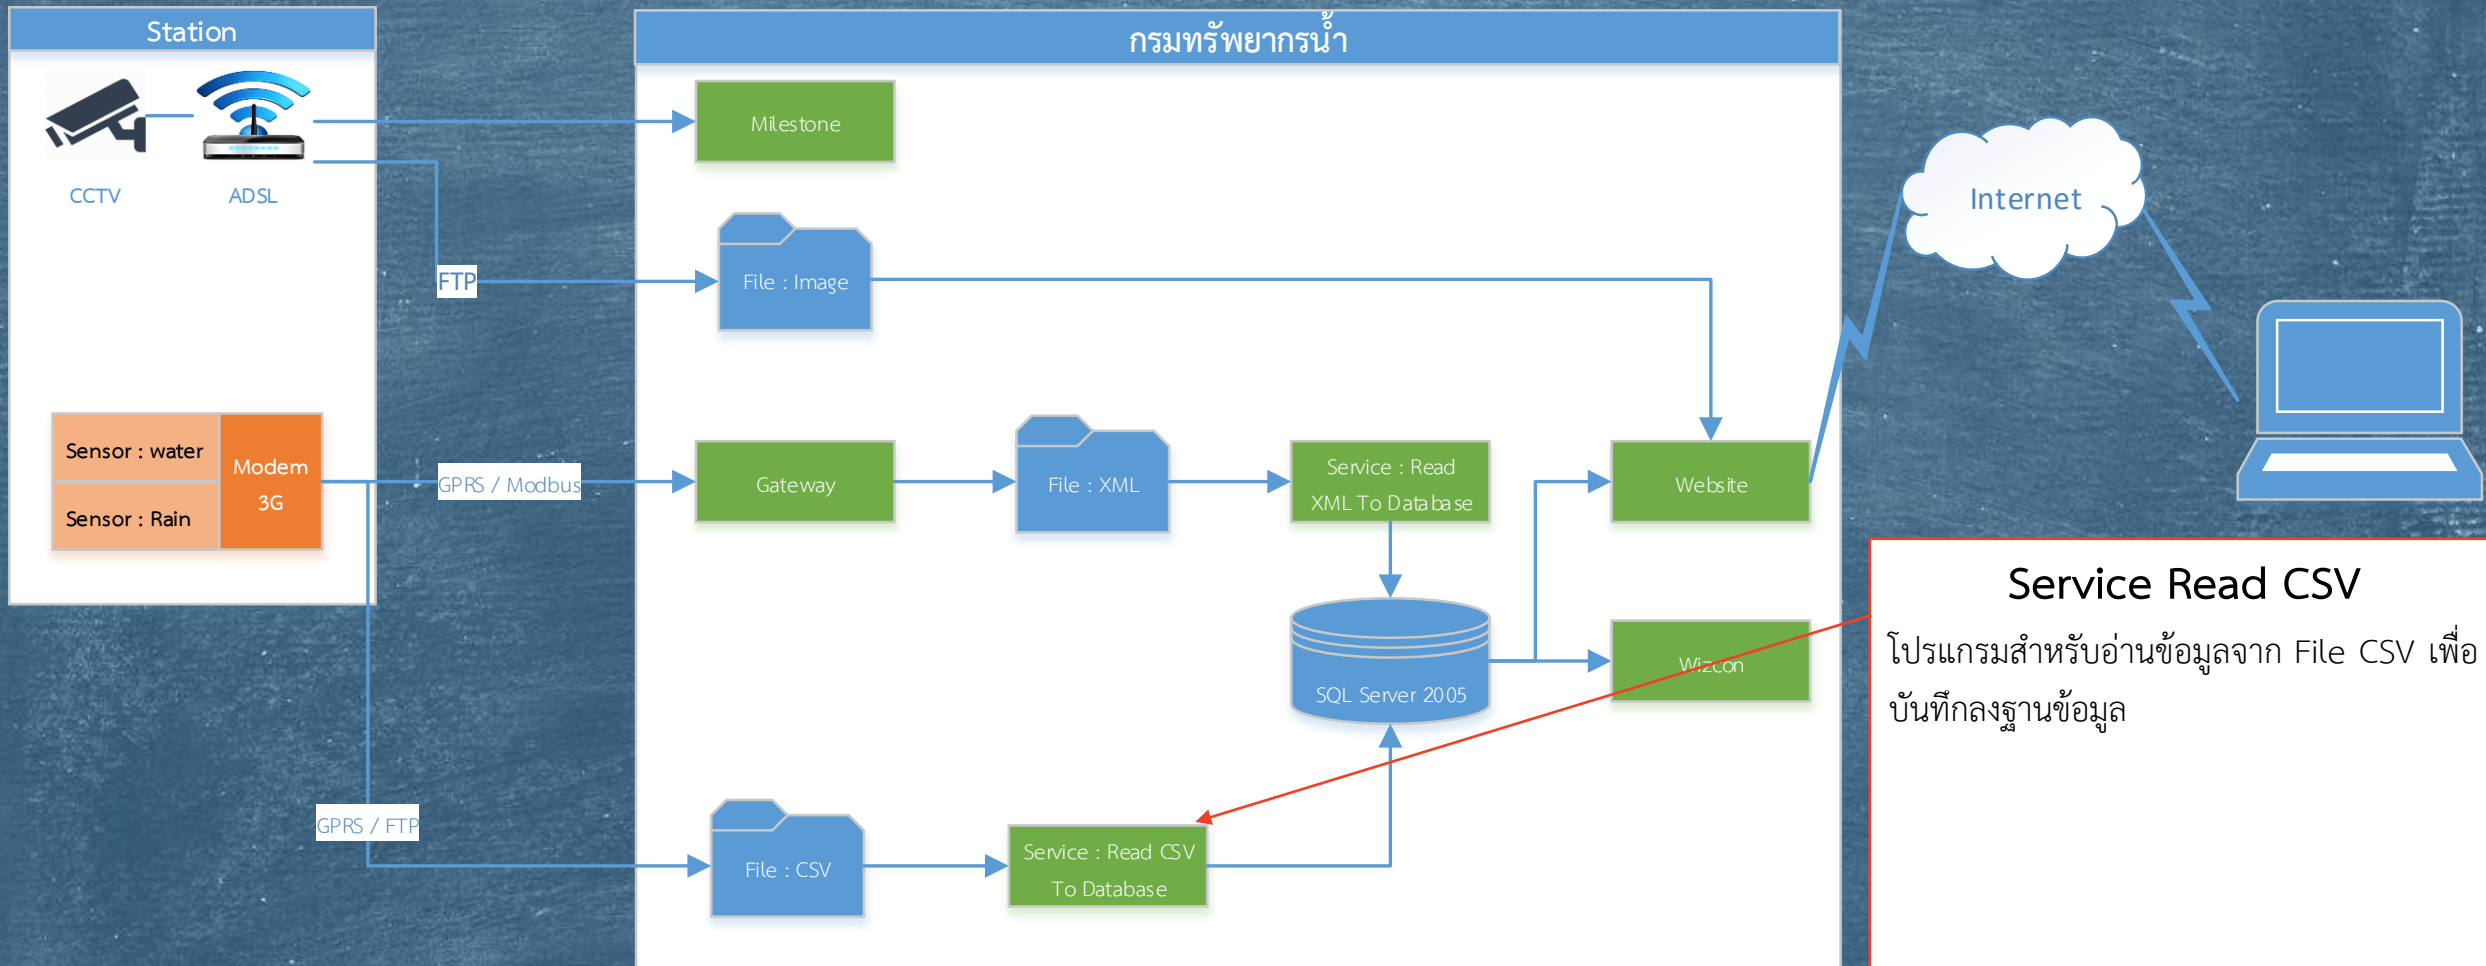 Station
กรมทรัพยากรน้ำ
Milestone
CCTV
ADSL
Internet
FTP
File : Image
Sensor : water
Sensor : Rain
Modem
3G
GPRS / Modbus
Gateway
File : XML
Service : Read
XML To Database
Website
SQL Server 2005
Wizcon
Service Read CSV
โปรแกรมสำหรับอ่านข้อมูลจาก File CSV เพื่อ
บันทึกลงฐานข้อมูล
GPRS / FTP
File : CSV
Service : Read CSV
To Database